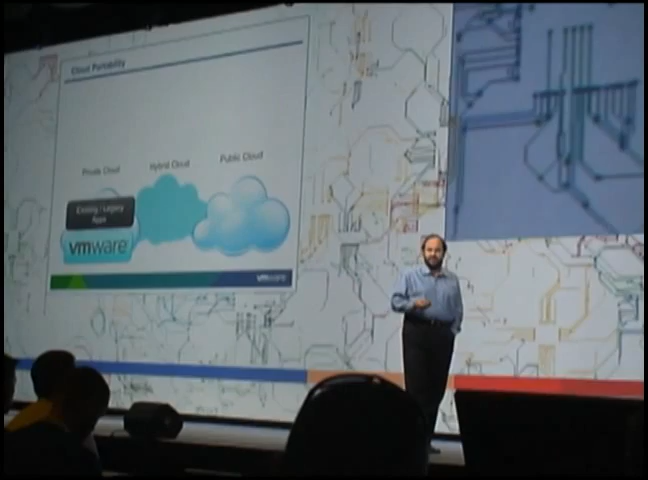 Cloud Portability
Private Cloud
Hybrid Cloud
Public Cloud
Existing / Legacy
Apps
vmware
vmware